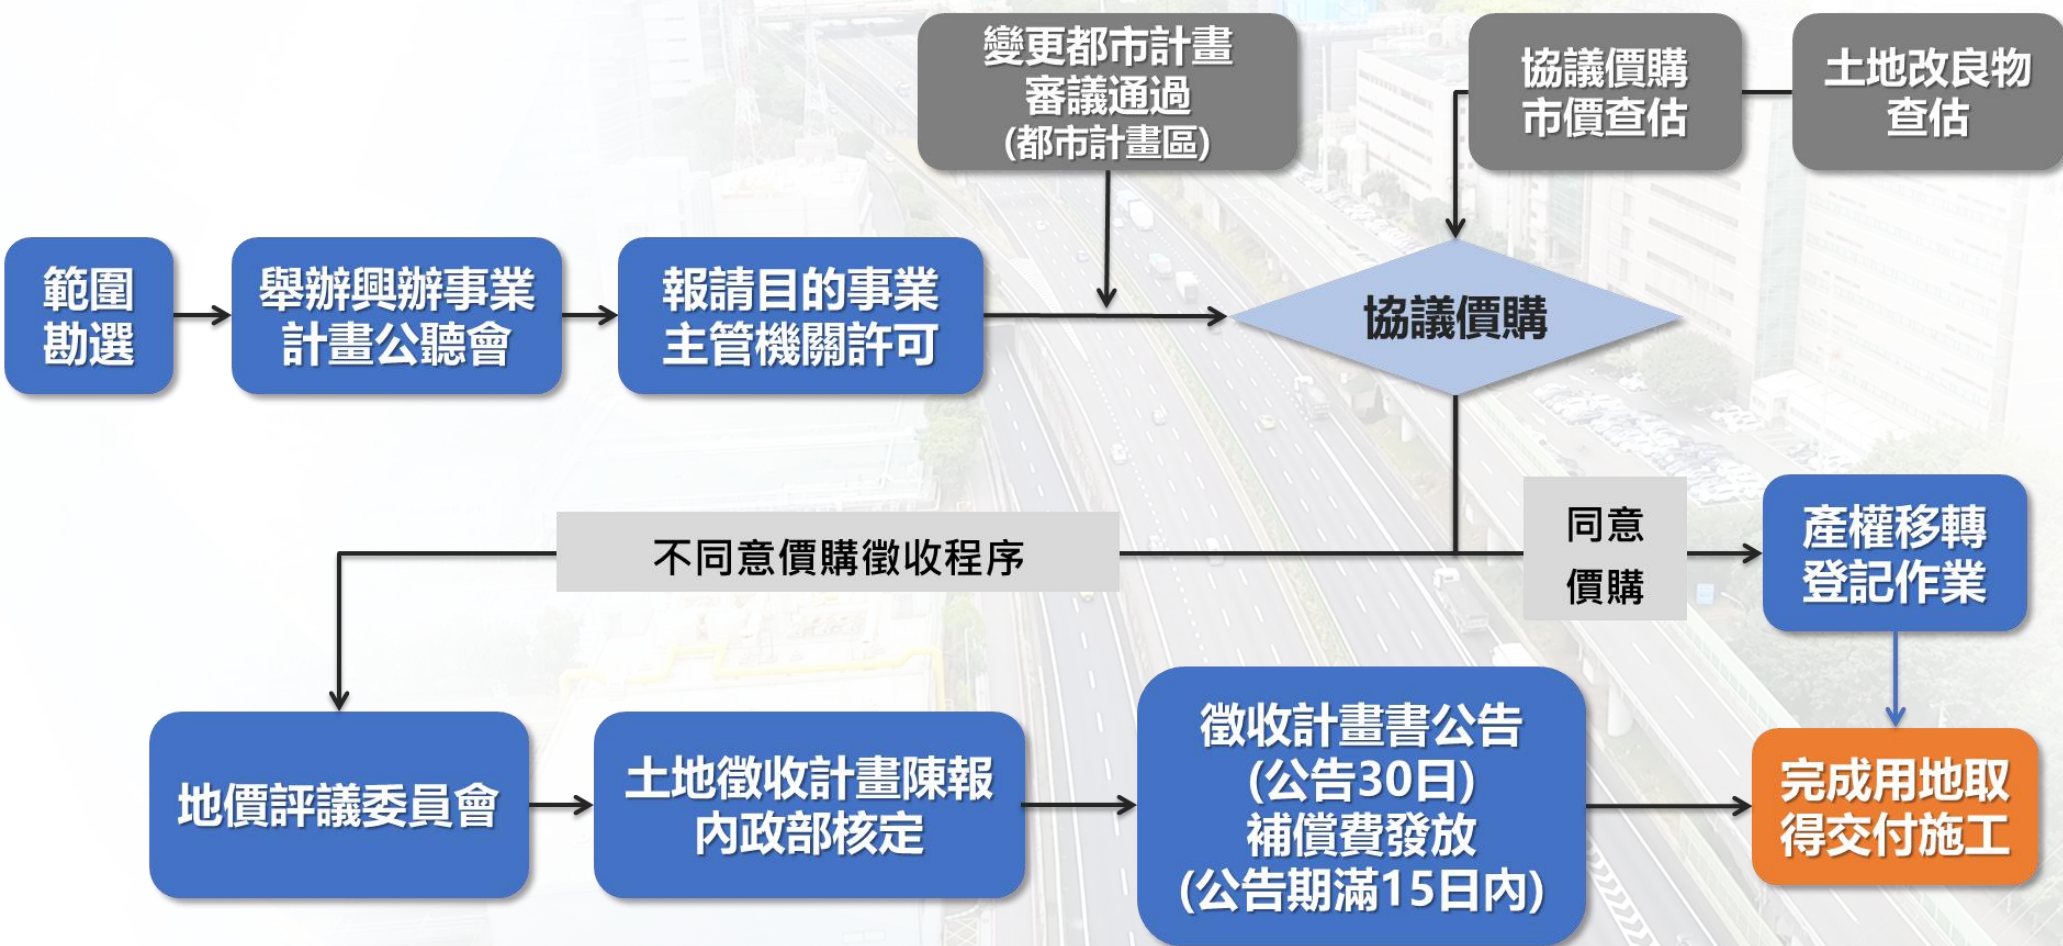 變更都市計畫
審議通過
(都市計畫區)
協議價購
市價查估
土地改良物
查估
範圍
勘選
舉辦興辦事業
計畫公聽會
報請目的事業
主管機關許可
協議價購
不同意價購徵收程序
同意
價購
產權移轉
登記作業
地價評議委員會
土地徵收計畫陳報
內政部核定
徵收計畫書公告
(公告30日)
補償費發放
(公告期滿15日內)
完成用地取
得交付施工